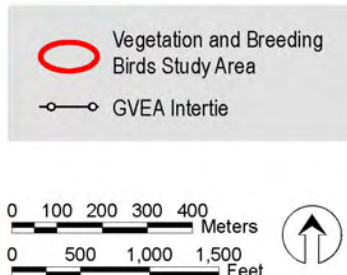 Vegetation and Breeding
Birds Study Area
GVEA Intertie
0 100 200 300 400
Meters
0 500 1,000 1,500
Feet